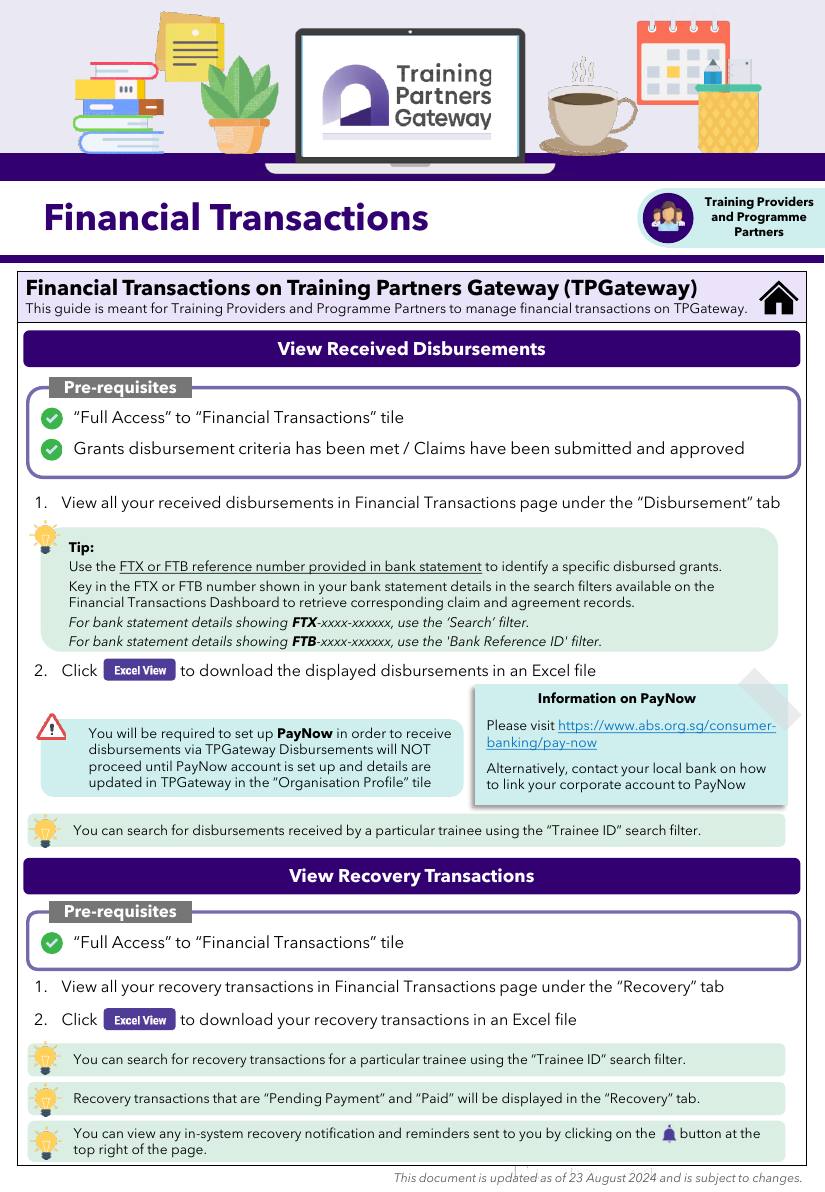 Training
Partners
Gateway
Financial Transactions
Training Providers
and Programme
Partners
Financial Transactions on Training Partners Gateway (TPGateway)
This guide is meant for Training Providers and Programme Partners to manage financial transactions on TPGateway.
View Received Disbursements
Pre-requisites
“Full Access” to “Financial Transactions” tile
Grants disbursement criteria has been met / Claims have been submitted and approved
1. View all your received disbursements in Financial Transactions page under the “Disbursement” tab
Tip:
Use the FTX or FTB reference number provided in bank statement to identify a specific disbursed grants.
Key in the FTX or FTB number shown in your bank statement details in the search filters available on the
Financial Transactions Dashboard to retrieve corresponding claim and agreement records.
For bank statement details showing FTX-xxxx-xxxxxx, use the ‘Search’ filter.
For bank statement details showing FTB-xxxx-xxxxxx, use the 'Bank Reference ID' filter.
2. Click Excel View to download the displayed disbursements in an Excel file
You will be required to set up PayNow in order to receive
disbursements via TPGateway Disbursements will NOT
proceed until PayNow account is set up and details are
updated in TPGateway in the “Organisation Profile” tile
Information on PayNow
Please visit https://www.abs.org.sg/consumer-
banking/pay-now
Alternatively, contact your local bank on how
to link your corporate account to PayNow
You can search for disbursements received by a particular trainee using the “Trainee ID” search filter.
View Recovery Transactions
Pre-requisites
“Full Access” to “Financial Transactions” tile
1. View all your recovery transactions in Financial Transactions page under the “Recovery” tab
2. Click Excel View to download your recovery transactions in an Excel file
You can search for recovery transactions for a particular trainee using the “Trainee ID” search filter.
Recovery transactions that are “Pending Payment” and “Paid” will be displayed in the “Recovery” tab.
You can view any in-system recovery notification and reminders sent to you by clicking on the button at the
top right of the page.
This document is updated as of 23 August 2024 and is subject to changes.